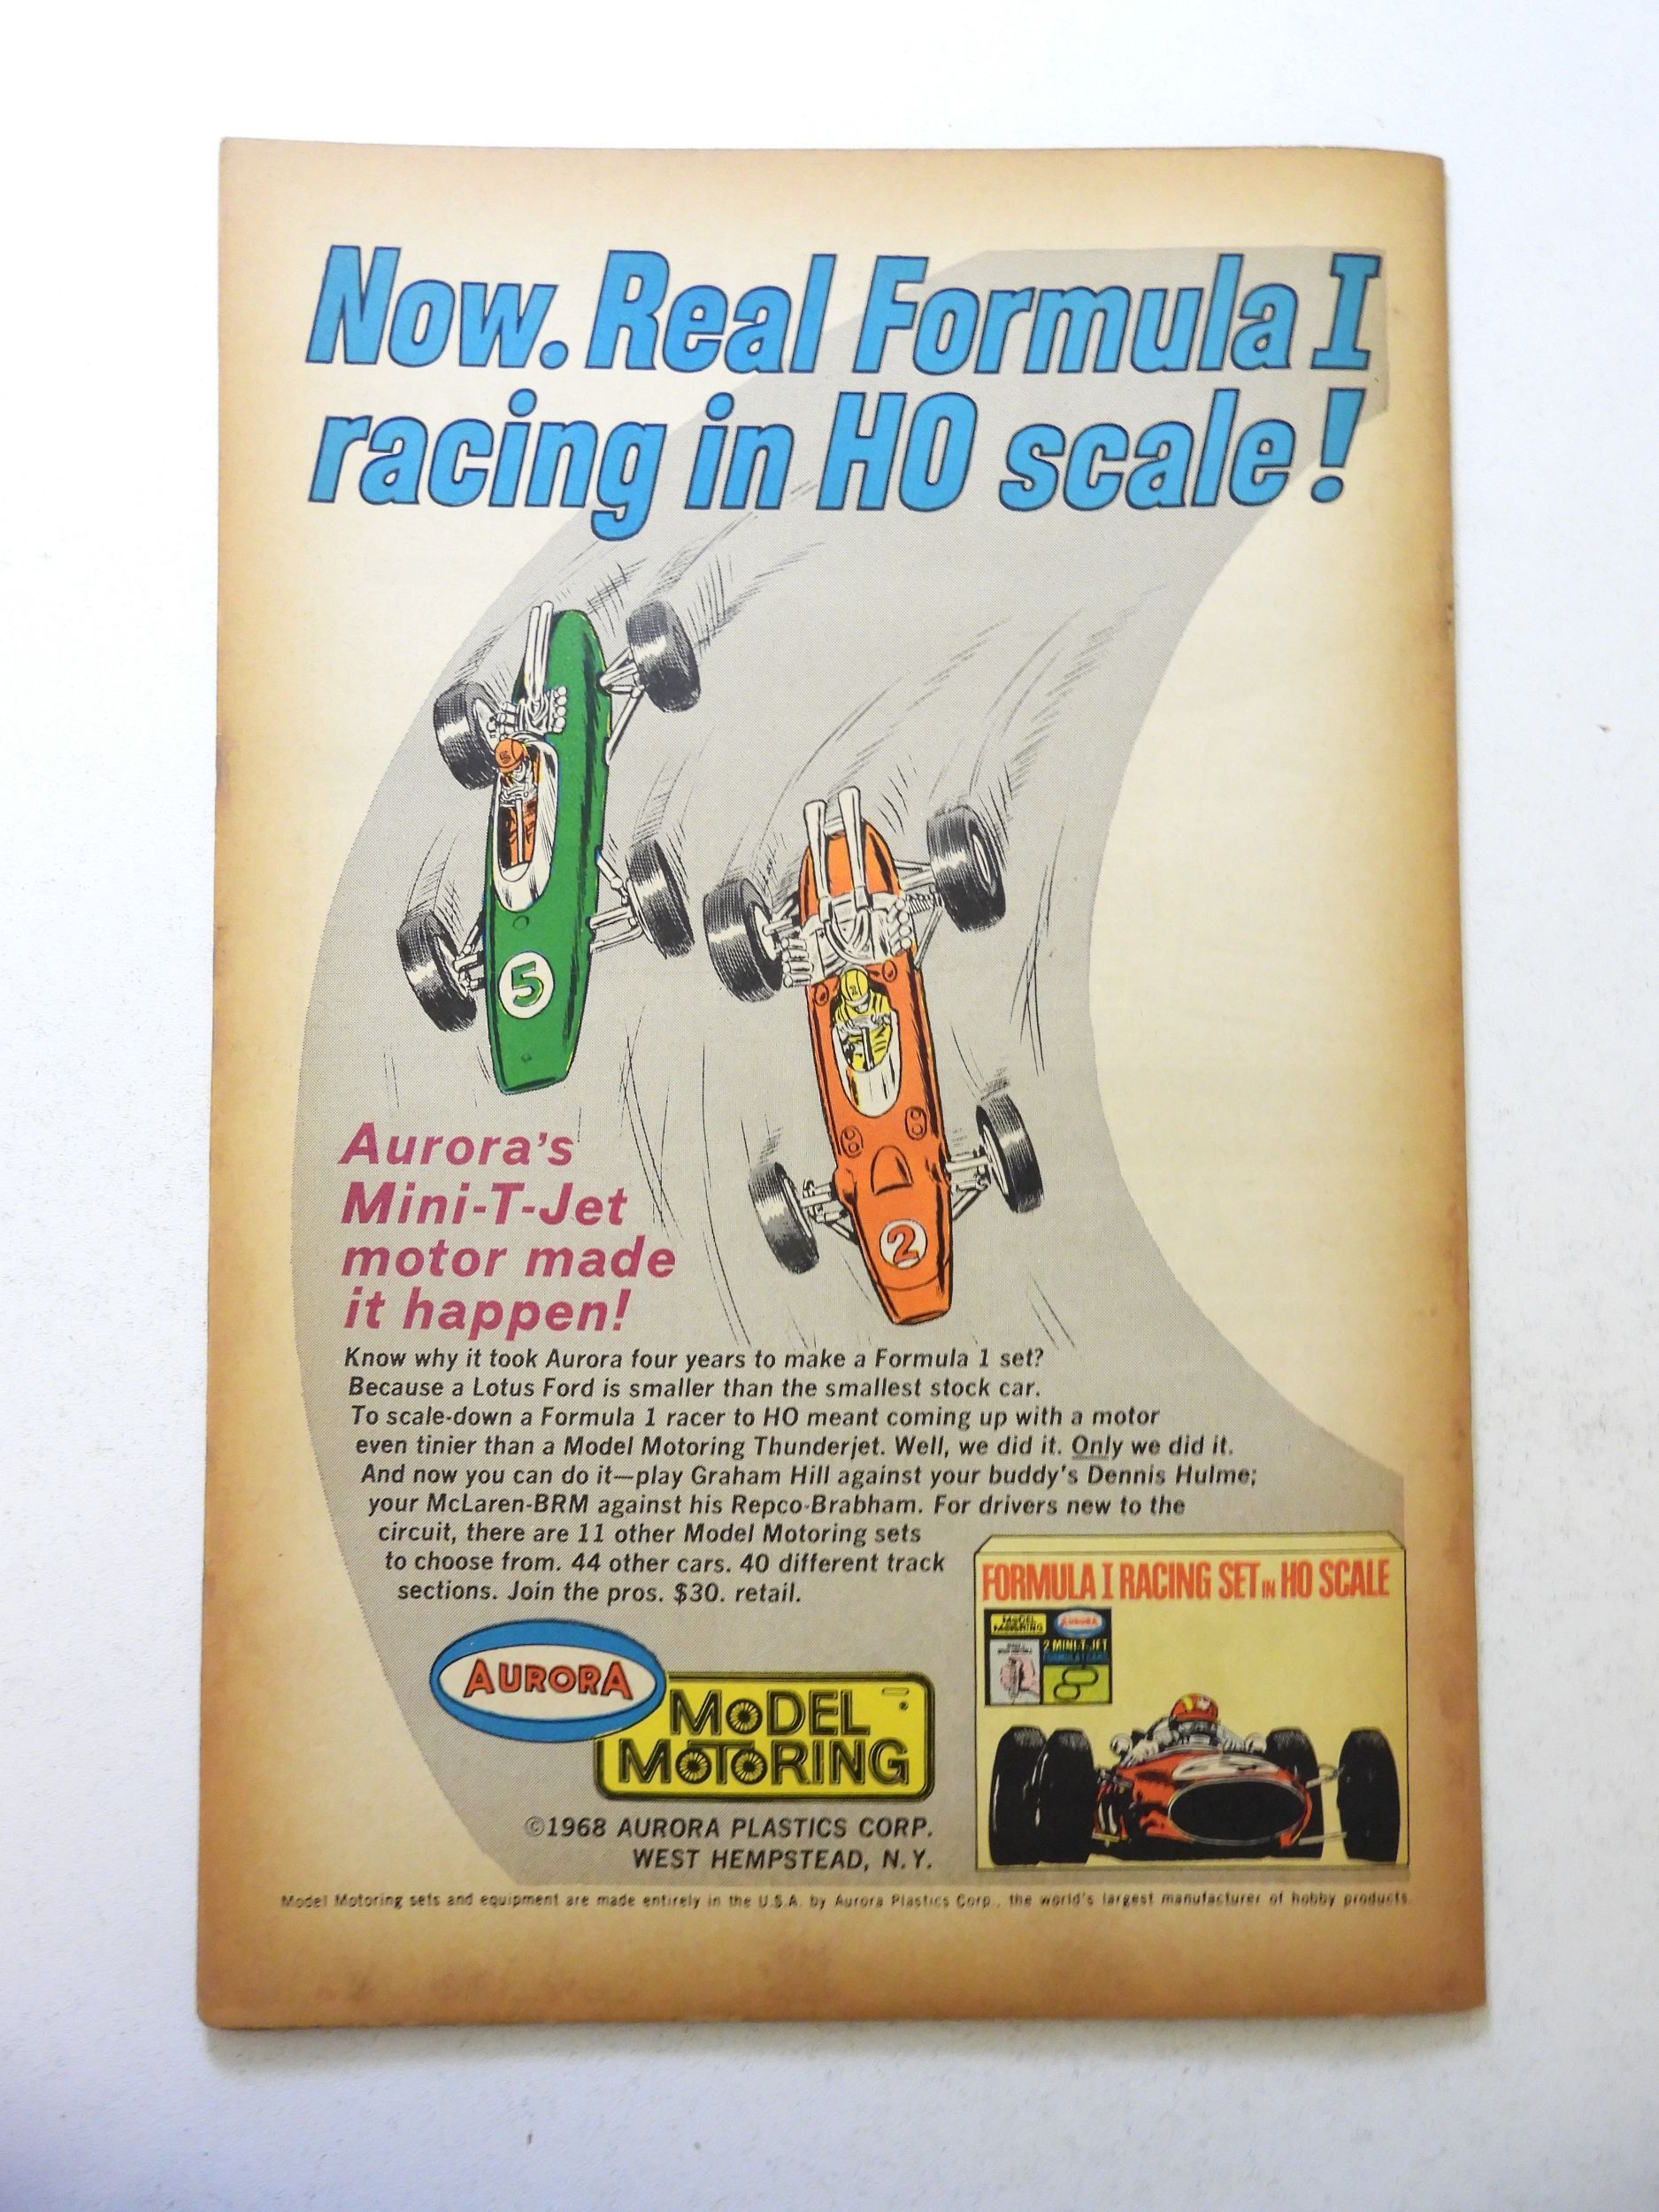 Now. Real Formula I
racing in HO scale!
5
2
Aurora's
Mini-T-Jet
motor made
it happen!
Know why it took Aurora four years to make a Formula 1 set?
Because a Lotus Ford is smaller than the smallest stock car.
To scale-down a Formula 1 racer to HO meant coming up with a motor
even tinier than a Model Motoring Thunderjet. Well, we did it. Only we did it.
And now you can do it—play Graham Hill against your buddy's Dennis Hulme;
your McLaren-BRM against his Repco-Brabham. For drivers new to the
circuit, there are 11 other Model Motoring sets
to choose from. 44 other cars. 40 different track
sections. Join the pros. $30. retail.
FORMULA I RACING SET IN HO SCALE
MODEL MOTORING
AURORA
2 MINI-T-JET
FORMULA I CARS
AURORA
MODEL
MOTORING
©1968 AURORA PLASTICS CORP.
WEST HEMPSTEAD, N.Y.
Model Motoring sets and equipment are made entirely in the U.S.A. by Aurora Plastics Corp., the world's largest manufacturer of hobby products.